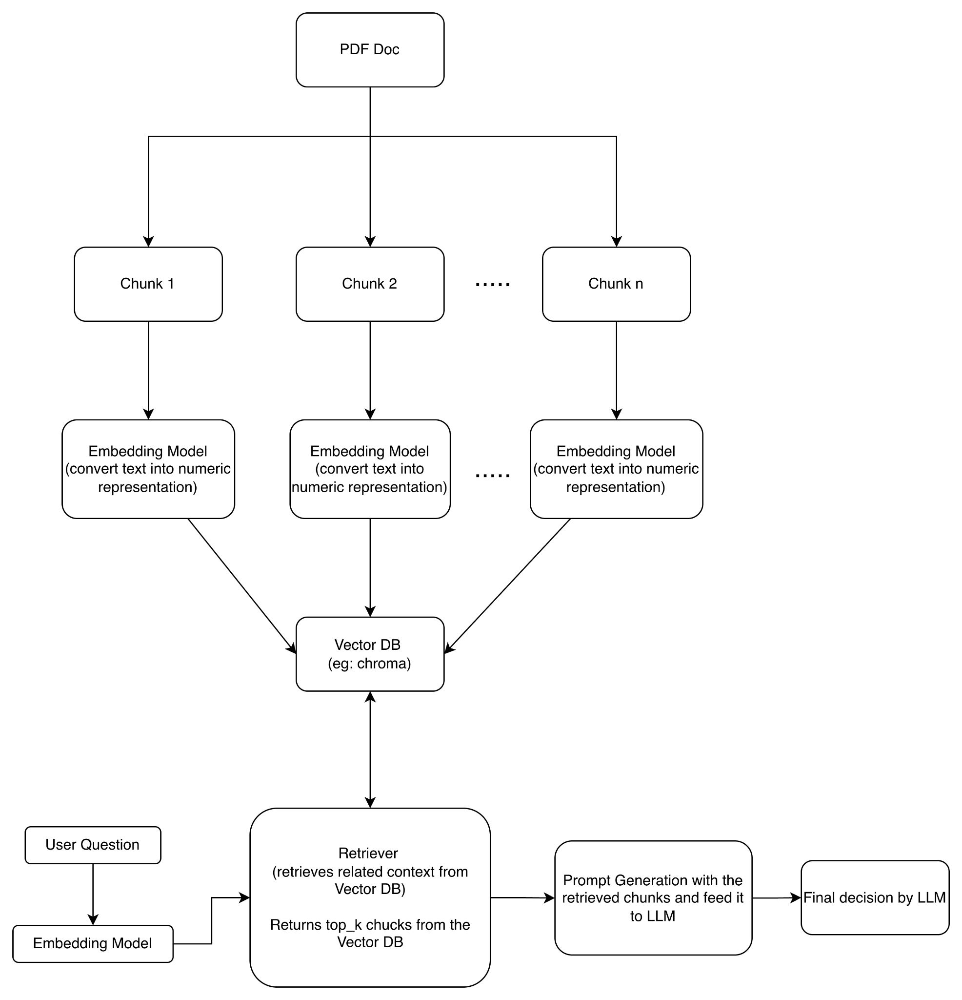 PDF Doc
Chunk 1
Chunk 2
.....
Chunk n
Embedding Model
(convert text into numeric
representation)
Embedding Model
(convert text into
numeric representation)
.....
Embedding Model
(convert text into numeric
representation)
Vector DB
(eg: chroma)
User Question
Embedding Model
Retriever
(retrieves related context from
Vector DB)
Returns top_k chucks from the
Vector DB
Prompt Generation with the
retrieved chunks and feed it
to LLM
Final decision by LLM